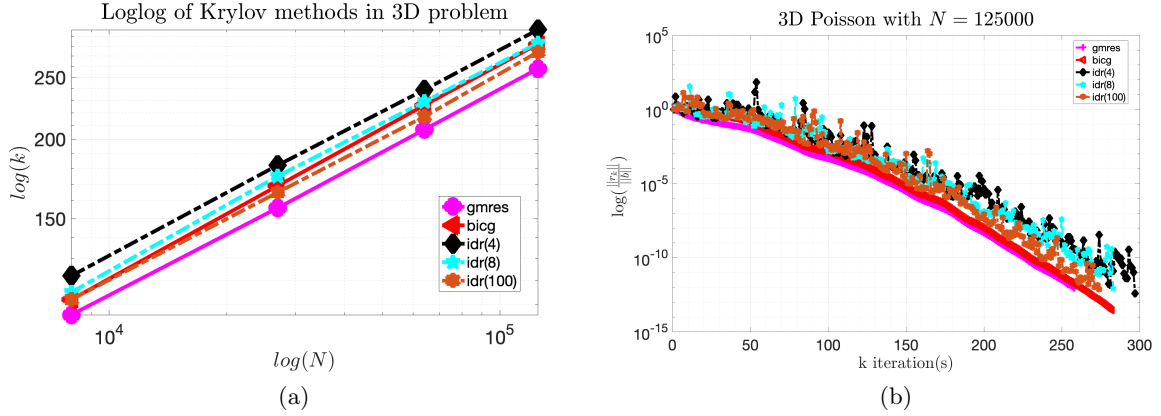 Loglog of Krylov methods in 3D problem
250
200
150
log(k)
gmres
bicg
idr(4)
idr(8)
idr(100)
10^4
10^5
log(N)
(a)
3D Poisson with N = 125000
10^5
10^0
10^-5
10^-10
10^-15
log(||r_k||/||b||)
gmres
bicg
idr(4)
idr(8)
idr(100)
0 50 100 150 200 250 300
k iteration(s)
(b)